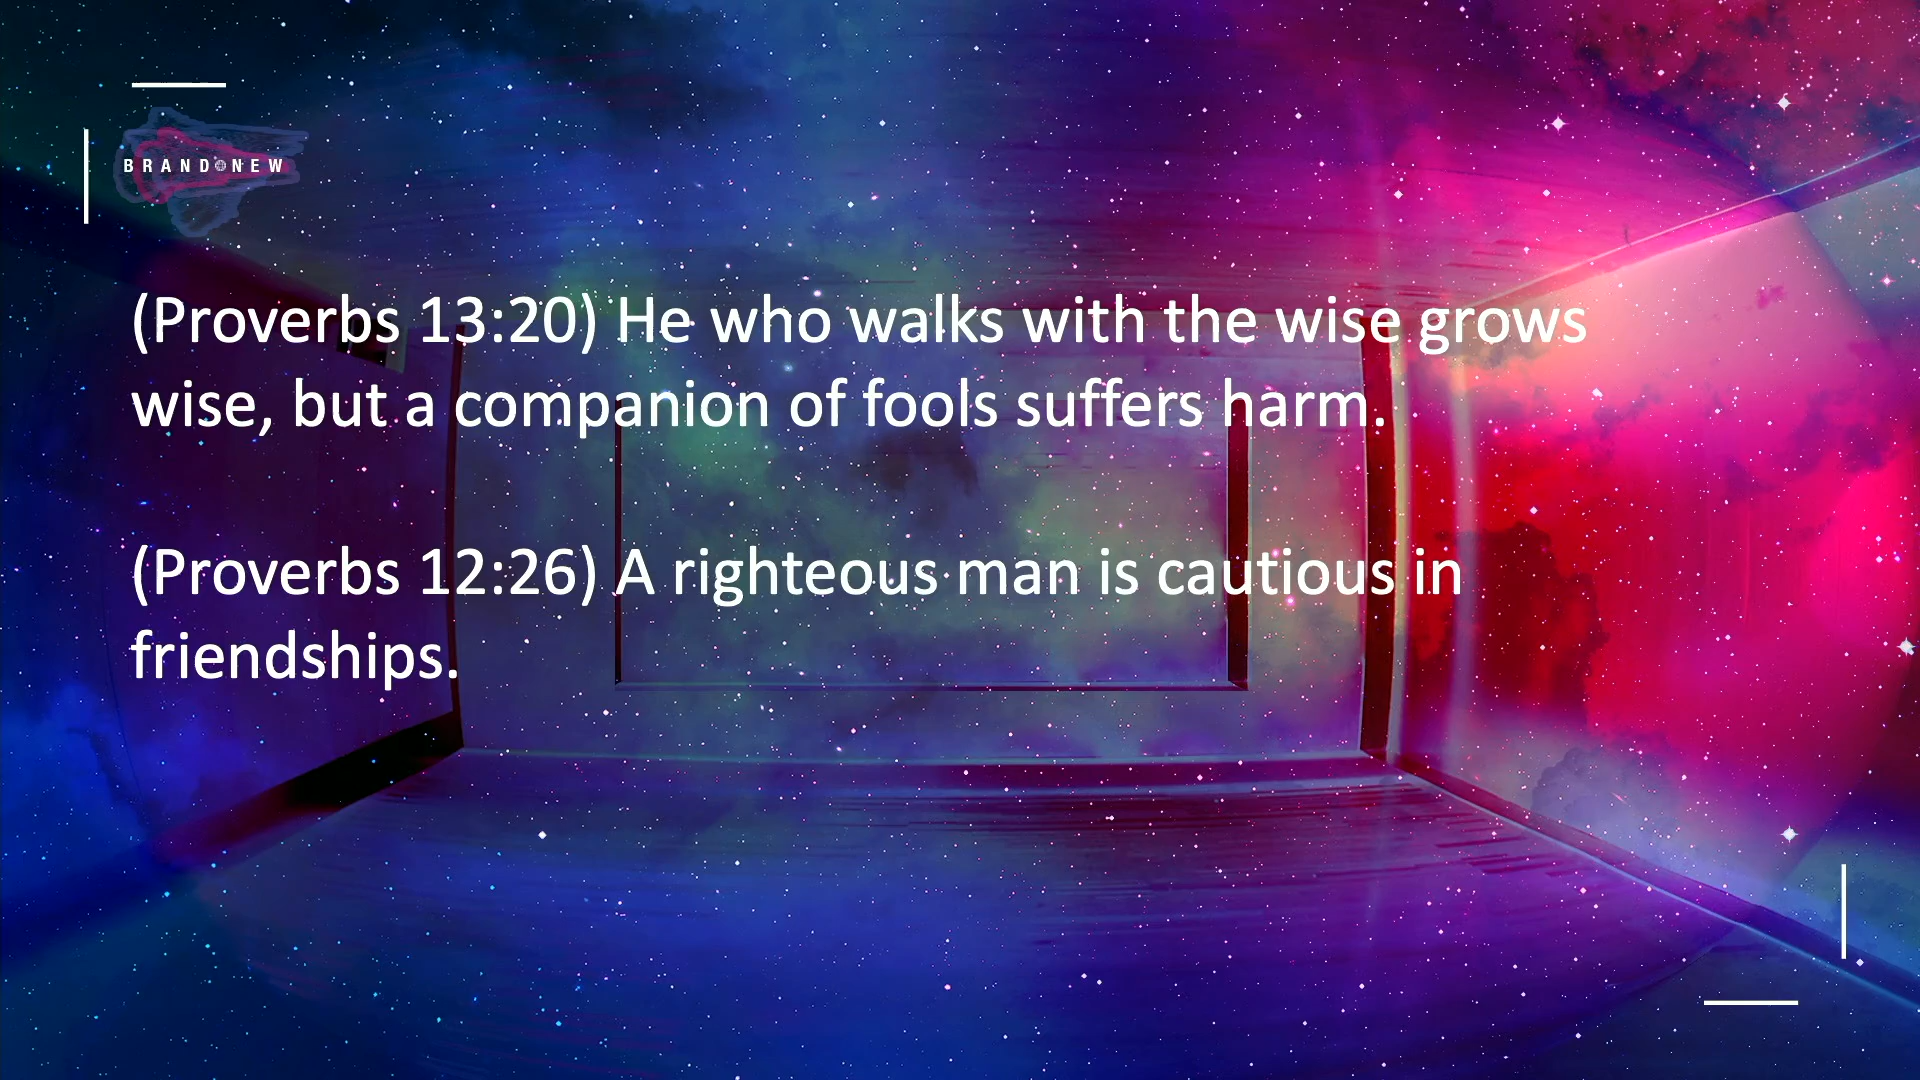 BRAND NEW
(Proverbs 13:20) He who walks with the wise grows
wise, but a companion of fools suffers harm.
(Proverbs 12:26) A righteous man is cautious in
friendships.